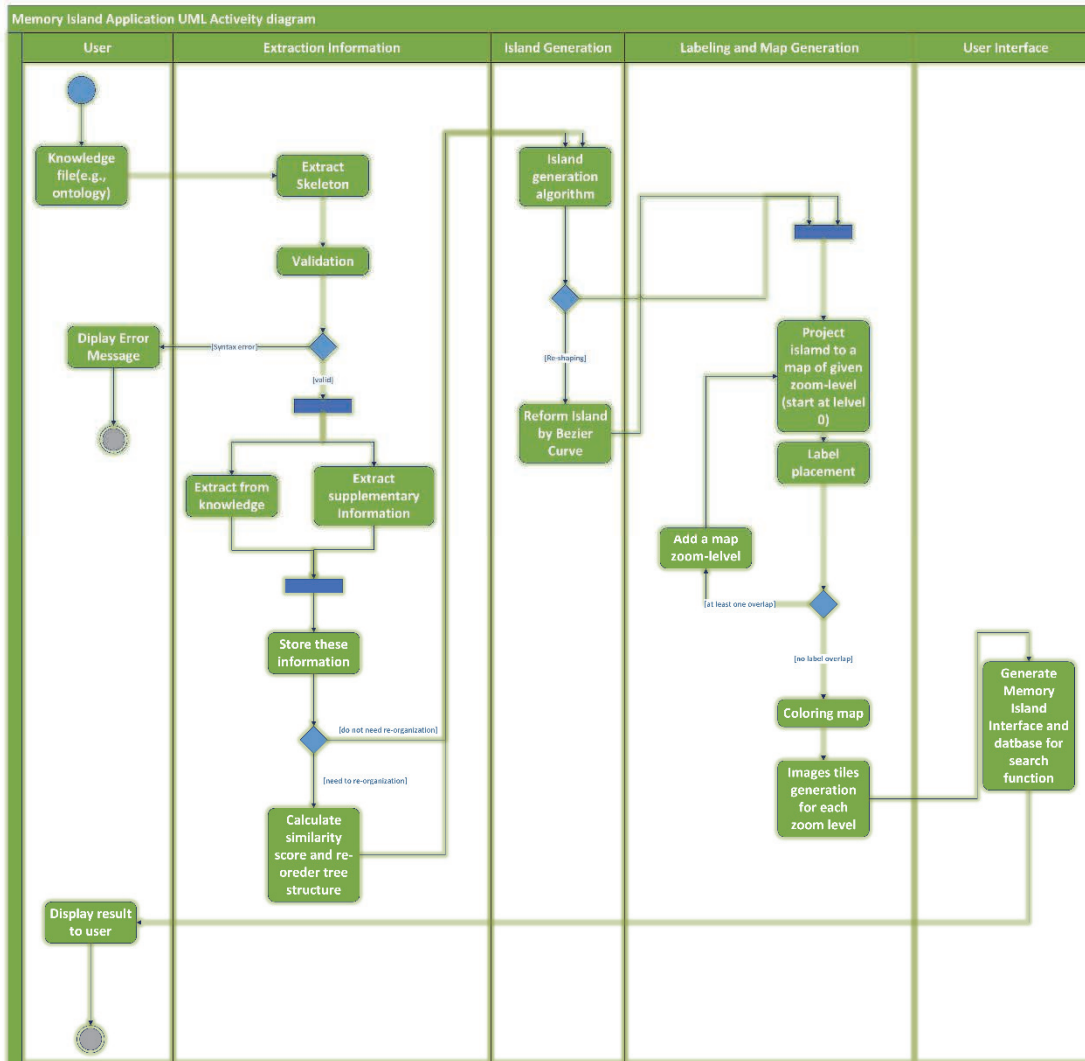 Memory Island Application UML Activeity diagram
User
Extraction Information
Island Generation
Labeling and Map Generation
User Interface
Knowledge
file(e.g.,
ontology)
Extract
Skeleton
Validation
[Syntax error]
Diplay Error
Message
[valid]
Extract from
knowledge
Extract
supplementary
Information
Store these
information
[do not need re-organization]
[need to re-organization]
Calculate
similarity
score and re-
oreder tree
structure
Island
generation
algorithm
[Re-shaping]
Reform Island
by Bezier
Curve
Project
islamd to a
map of given
zoom-level
(start at lelvel
0)
Label
placement
Add a map
zoom-lelvel
[at least one overlap]
[no label overlap]
Coloring map
Images tiles
generation
for each
zoom level
Generate
Memory
Island
Interface and
datbase for
search
function
Display result
to user